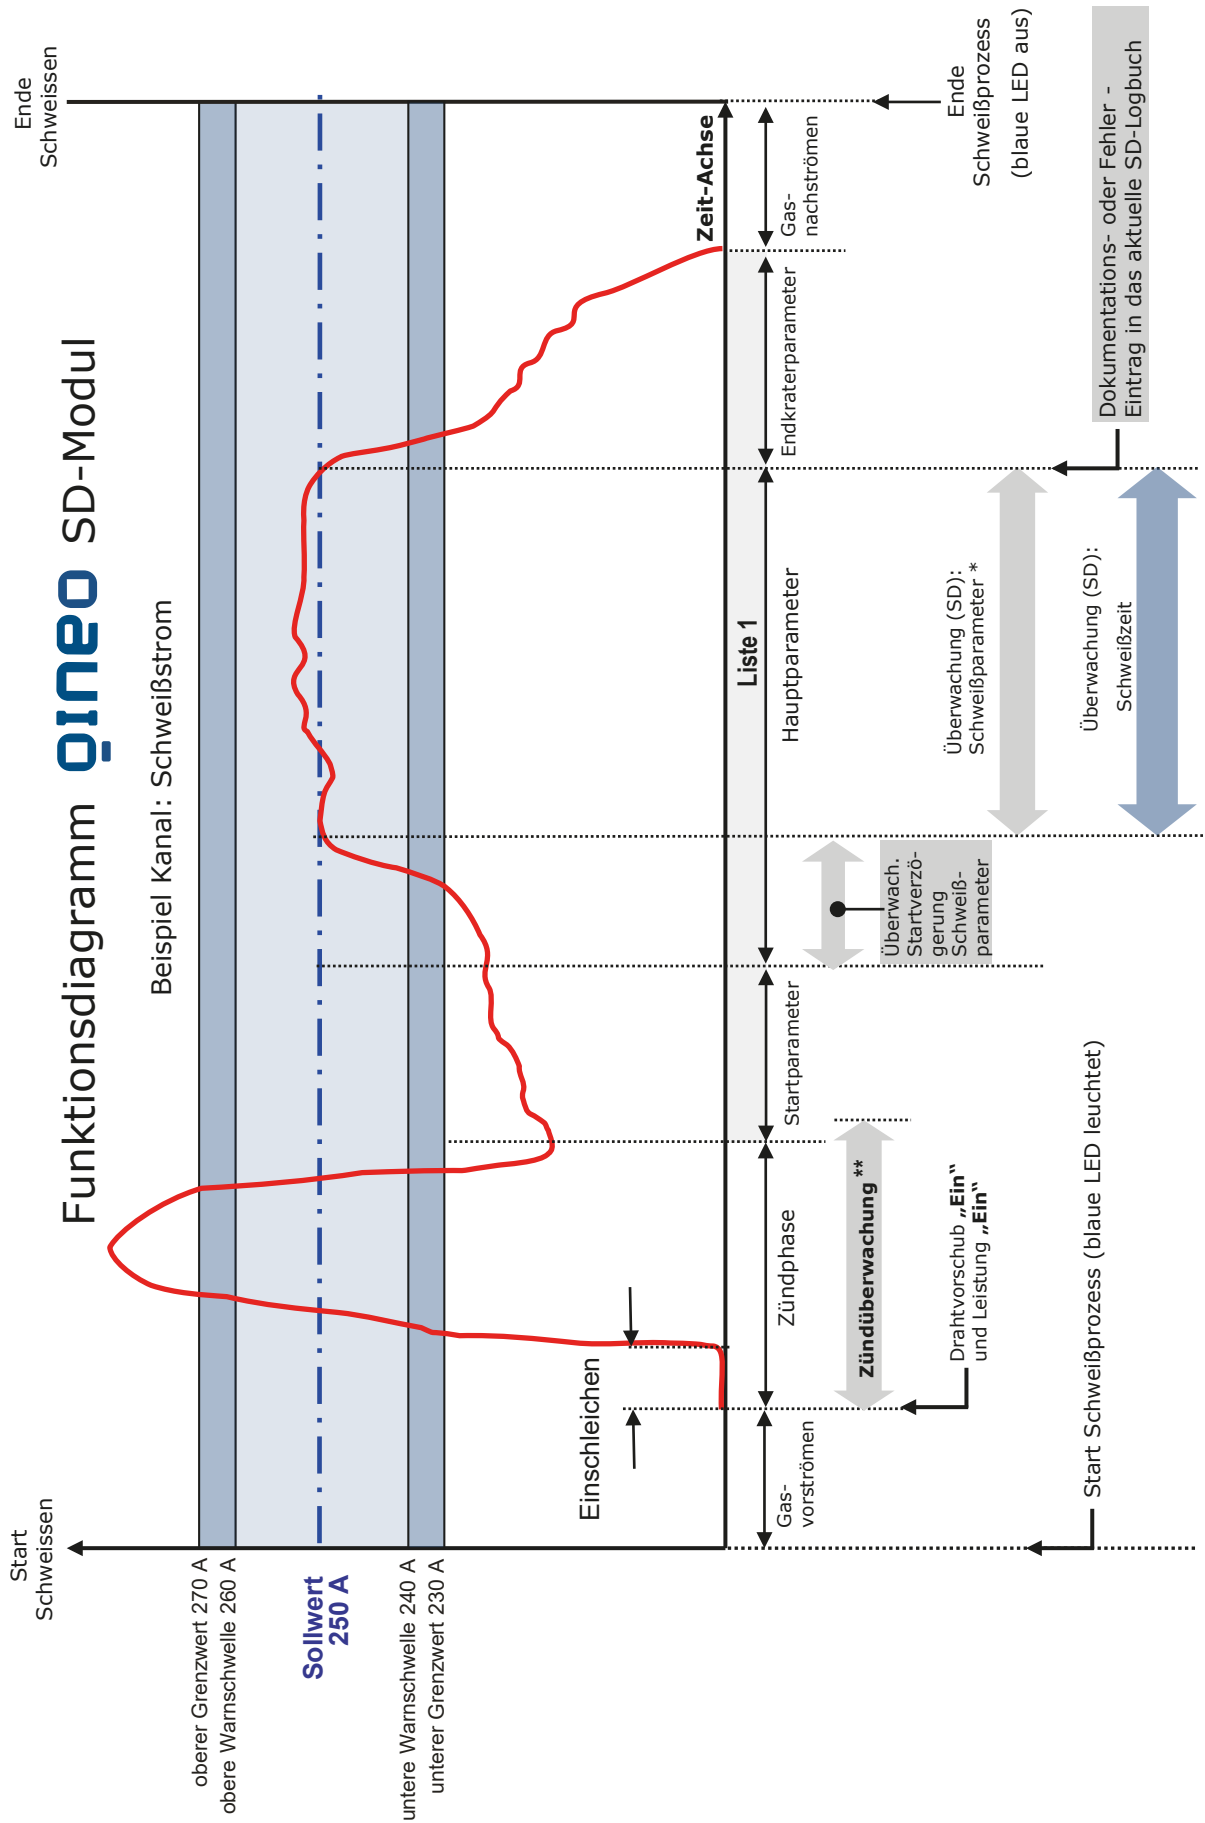 Funktionsdiagramm QINEO SD-Modul
Beispiel Kanal: Schweißstrom
Start
Schweissen
Ende
Schweissen
oberer Grenzwert 270 A
obere Warnschwelle 260 A
Sollwert
250 A
untere Warnschwelle 240 A
unterer Grenzwert 230 A
Einschleichen
Zeit-Achse
Liste 1
Gas-
vorströmen
Zündphase
Startparameter
Hauptparameter
Endkraterparameter
Gas-
nachströmen
Zündüberwachung **
Überwach.
Startverzö-
gerung
Schweiß-
parameter
Drahtvorschub „Ein“
und Leistung „Ein“
Überwachung (SD):
Schweißparameter *
Ende
Schweißprozess
(blaue LED aus)
Start Schweißprozess (blaue LED leuchtet)
Überwachung (SD):
Schweißzeit
Dokumentations- oder Fehler -
Eintrag in das aktuelle SD-Logbuch